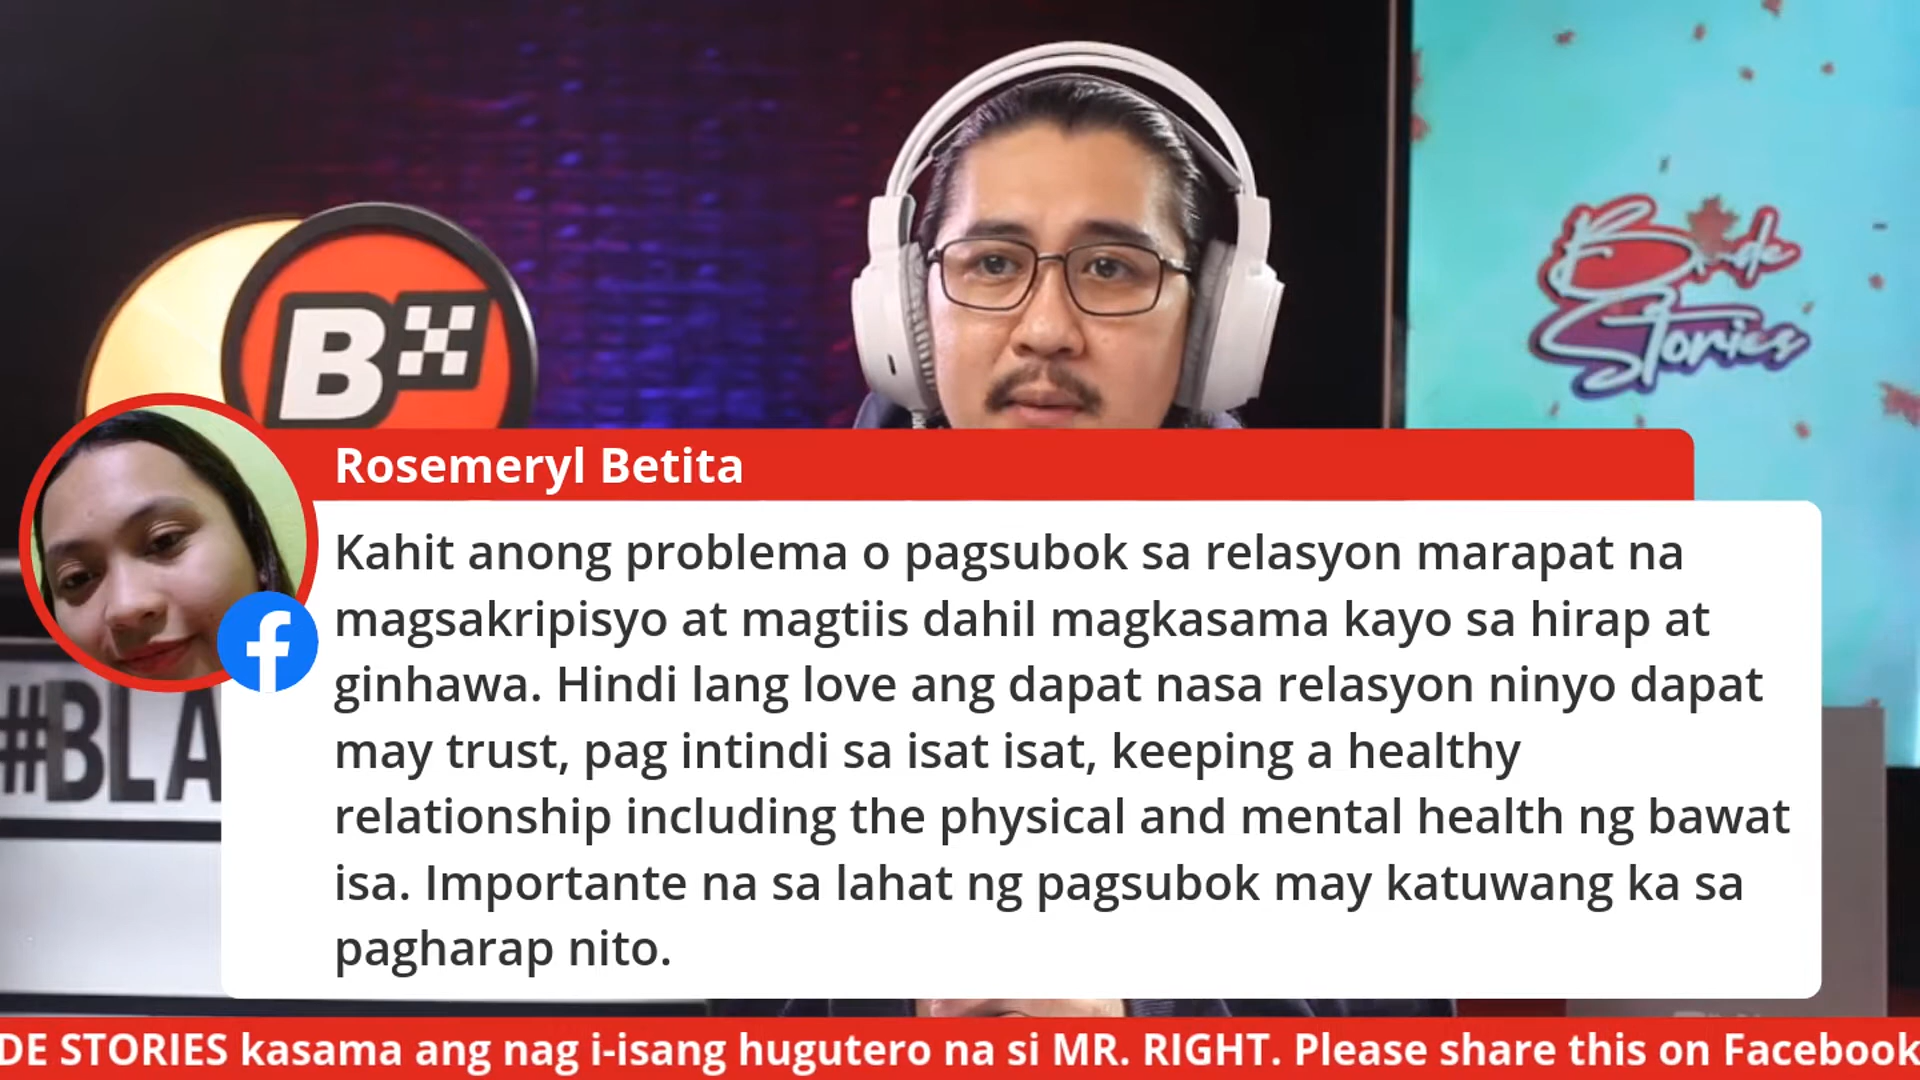 B
Bride
Stories
Rosemeryl Betita
Kahit anong problema o pagsubok sa relasyon marapat na
magsakripisyo at magtiis dahil magkasama kayo sa hirap at
ginhawa. Hindi lang love ang dapat nasa relasyon ninyo dapat
may trust, pag intindi sa isat isat, keeping a healthy
relationship including the physical and mental health ng bawat
isa. Importante na sa lahat ng pagsubok may katuwang ka sa
pagharap nito.
#BLA
DE STORIES kasama ang nag i-isang hugutero na si MR. RIGHT. Please share this on Facebook